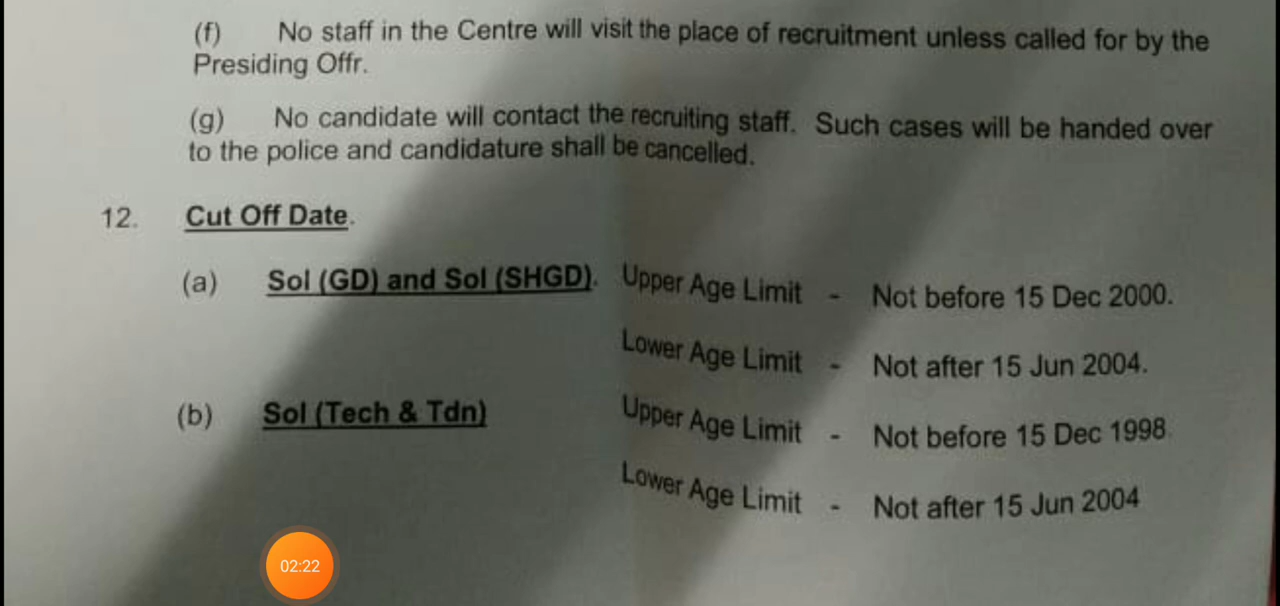 (f) No staff in the Centre will visit the place of recruitment unless called for by the
Presiding Offr.
(g) No candidate will contact the recruiting staff. Such cases will be handed over
to the police and candidature shall be cancelled.
12. Cut Off Date.
(a) Sol (GD) and Sol (SHGD). Upper Age Limit - Not before 15 Dec 2000.
Lower Age Limit - Not after 15 Jun 2004.
(b) Sol (Tech & Tdn) Upper Age Limit - Not before 15 Dec 1998
Lower Age Limit - Not after 15 Jun 2004
02:22